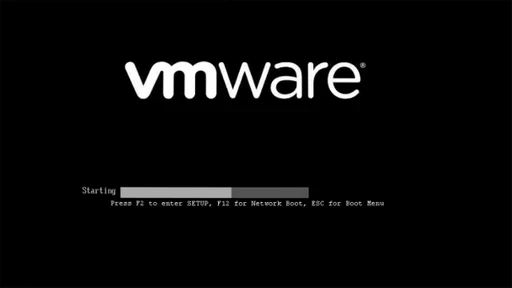 vmware®
Starting
Press F2 to enter SETUP, F12 for Network Boot, ESC for Boot Menu